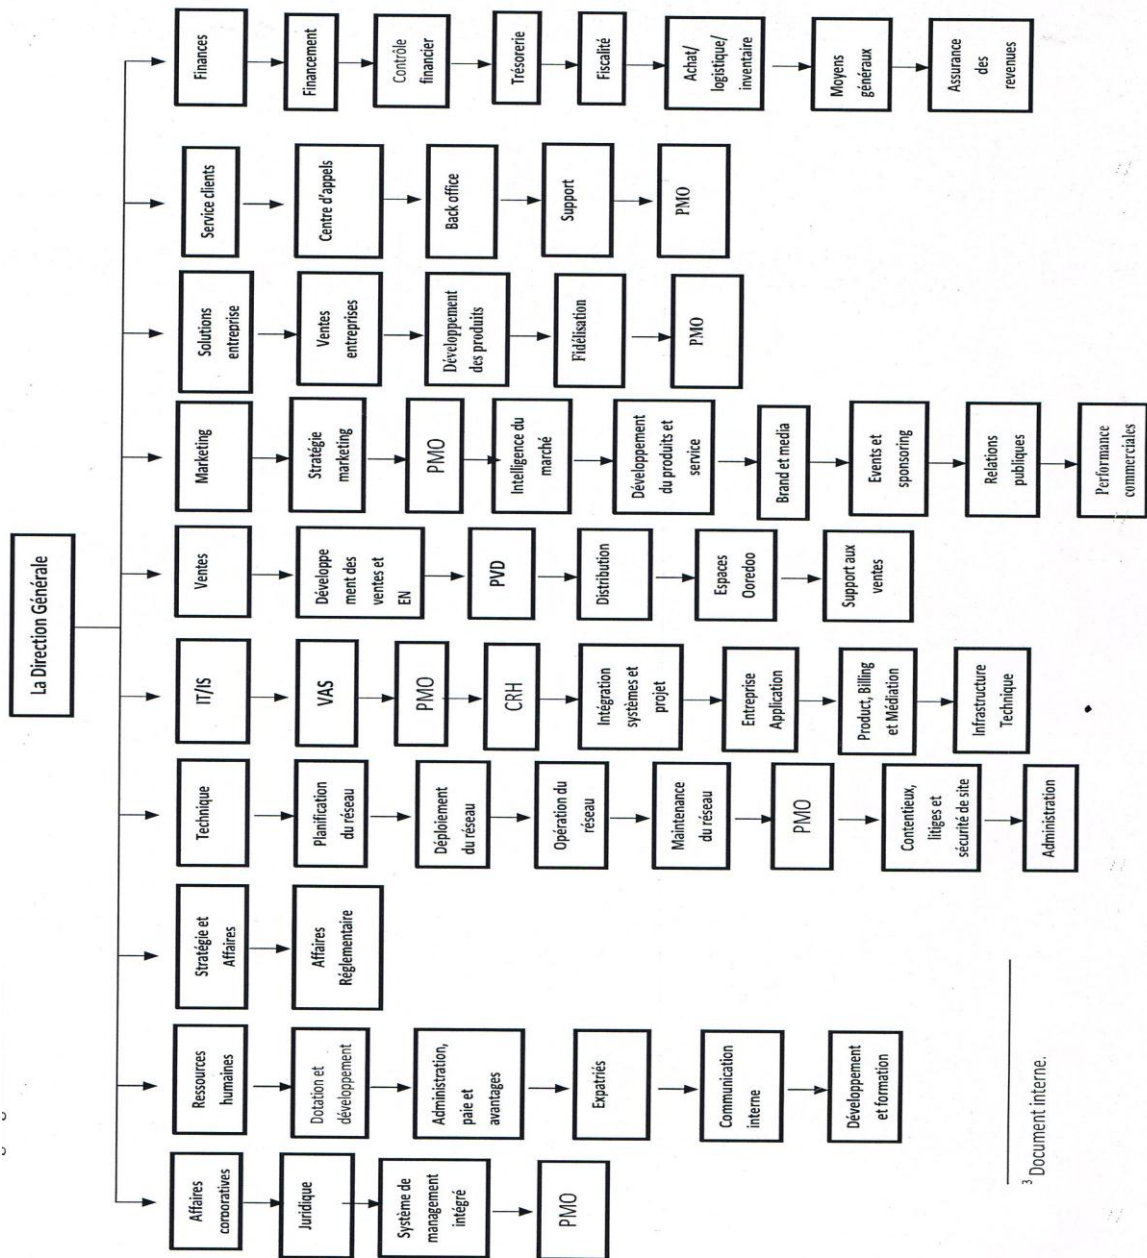 La Direction Générale
Affaires
corporatives
Juridique
Système de
management
intégré
PMO
Ressources
humaines
Dotation et
développement
Administration,
paie et
avantages
Expatriés
Communication
interne
Développement
et formation
Stratégie et
Affaires
Affaires
Réglementaire
Technique
Planification
du réseau
Déploiement
du réseau
Opération du
réseau
Maintenance
du réseau
PMO
Contentieux,
litiges et
sécurité de site
Administration
IT/IS
VAS
PMO
CRH
Intégration
systèmes et
projet
Entreprise
Application
Product, Billing
et Médiation
Infrastructure
Technique
Ventes
Développe
ment des
ventes et
EN
PVD
Distribution
Espaces
Ooredoo
Support aux
ventes
Marketing
Stratégie
marketing
PMO
Intelligence du
marché
Développement
du produits et
service
Brand et media
Events et
sponsoring
Relations
publiques
Performance
commerciales
Solutions
entreprise
Ventes
entreprises
Développement
des produits
Fidélisation
PMO
Service clients
Centre d'appels
Back office
Support
PMO
Finances
Financement
Contrôle
financier
Trésorerie
Fiscalité
Achat/
logistique/
inventaire
Moyens
généraux
Assurance
des
revenues
³ Document interne.